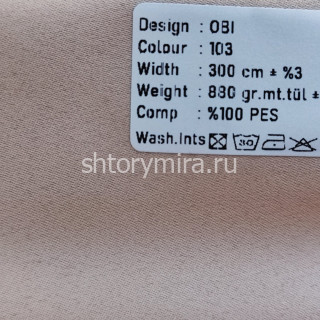 Design : OBI
Colour : 103
Width : 300 cm ± %3
Weight : 880 gr.mt.tül ±
Comp : %100 PES
Wash.Ints
30
shtorymira.ru